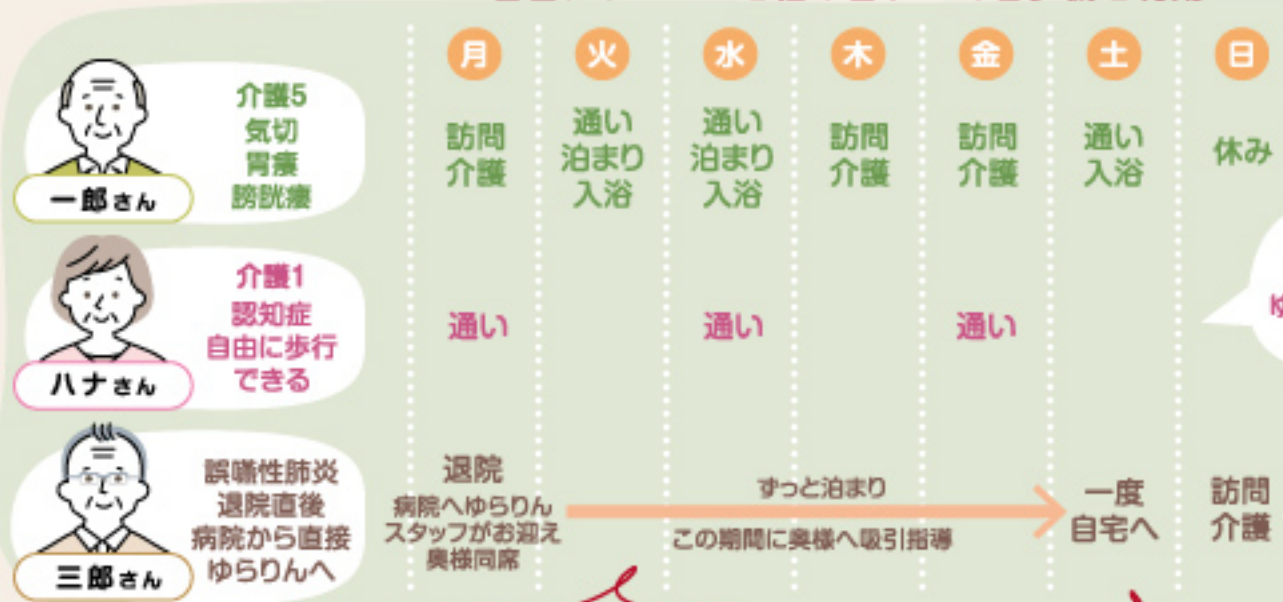 月 火 水 木 金 土 日
介護5
気切
胃瘻
膀胱瘻
一郎さん
訪問
介護
通い
泊まり
入浴
通い
泊まり
入浴
訪問
介護
訪問
介護
通い
入浴
休み
介護1
認知症
自由に歩行
できる
ハナさん
通い
通い
通い
ゆ
誤嚥性肺炎
退院直後
病院から直接
ゆらりんへ
三郎さん
退院
病院へゆらりん
スタッフがお迎え
奥様同席
ずっと泊まり
この期間に奥様へ吸引指導
一度
自宅へ
訪問
介護